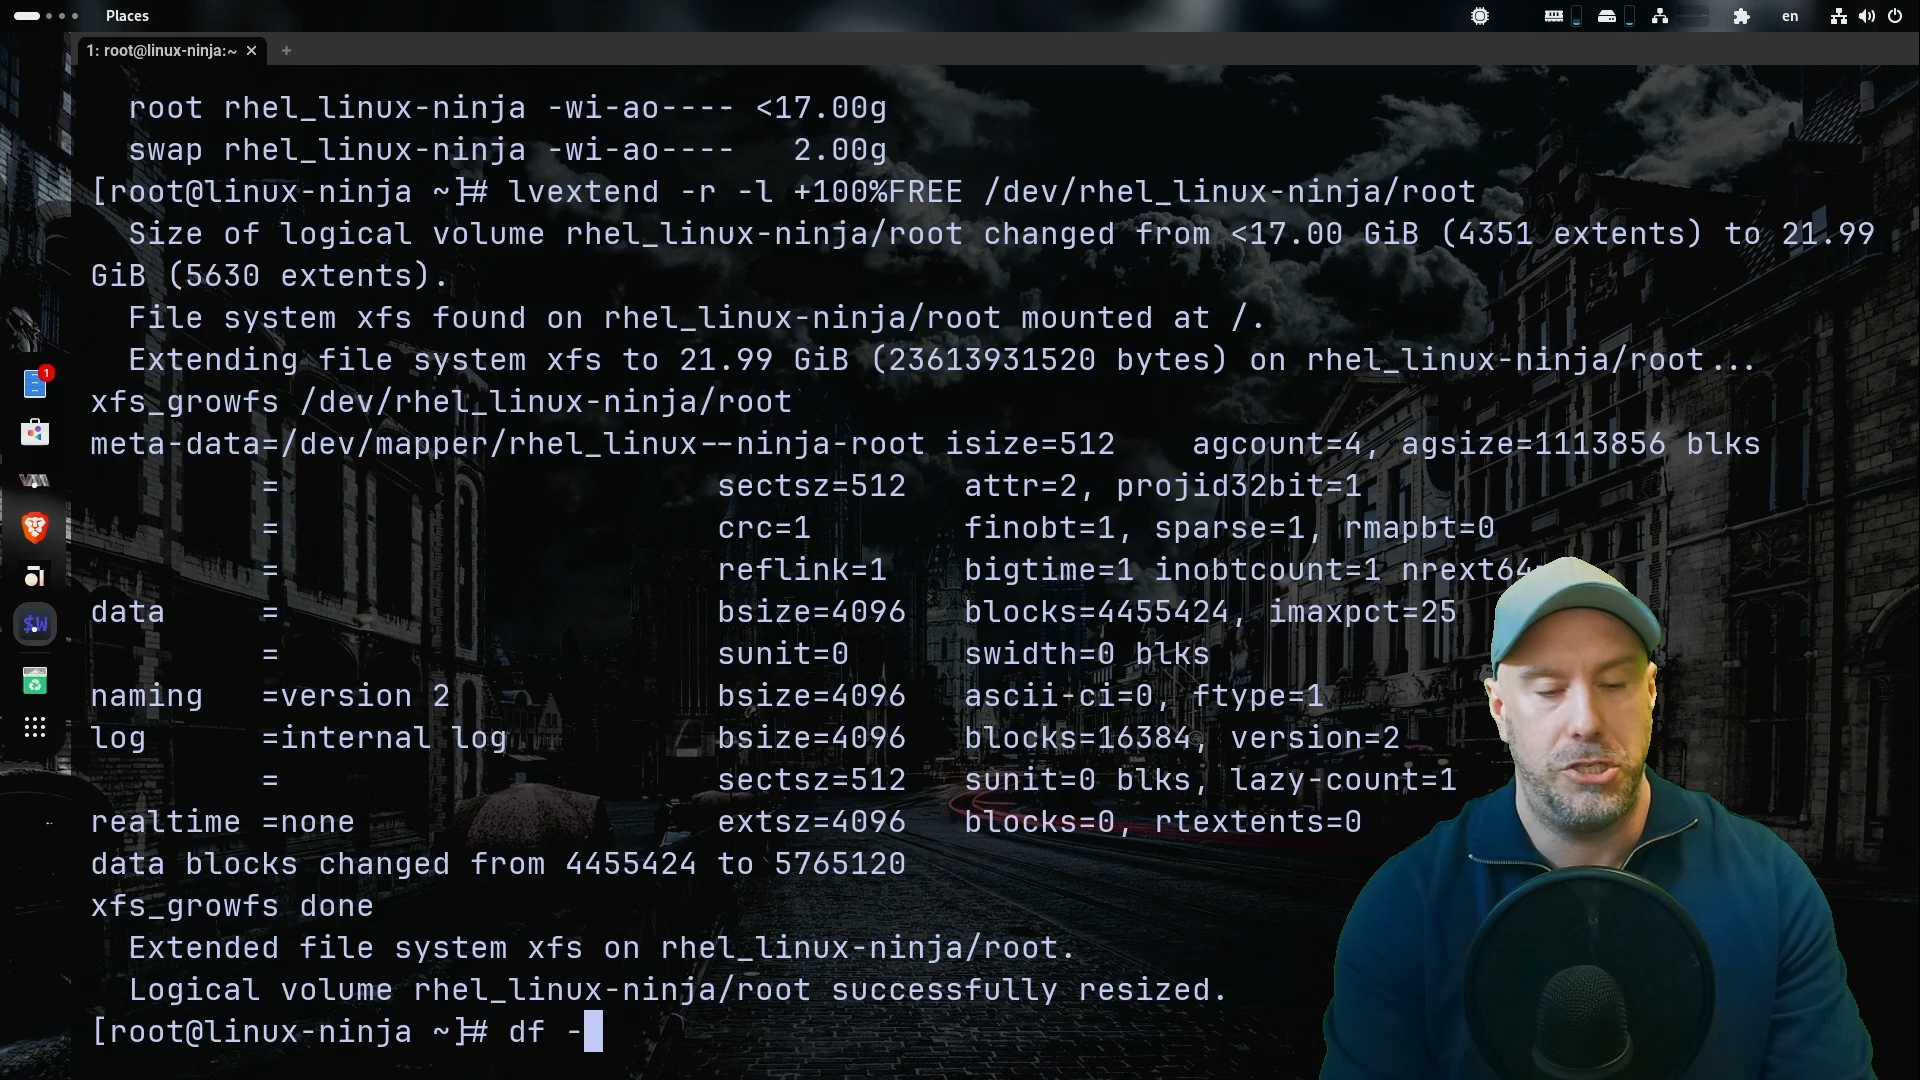 Places
en
1: root@linux-ninja:~
root rhel_linux-ninja -wi-ao---- <17.00g
swap rhel_linux-ninja -wi-ao---- 2.00g
[root@linux-ninja ~]# lvextend -r -l +100%FREE /dev/rhel_linux-ninja/root
Size of logical volume rhel_linux-ninja/root changed from <17.00 GiB (4351 extents) to 21.99
GiB (5630 extents).
File system xfs found on rhel_linux-ninja/root mounted at /.
Extending file system xfs to 21.99 GiB (23613931520 bytes) on rhel_linux-ninja/root...
xfs_growfs /dev/rhel_linux-ninja/root
meta-data=/dev/mapper/rhel_linux--ninja-root isize=512 agcount=4, agsize=1113856 blks
= sectsz=512 attr=2, projid32bit=1
= crc=1 finobt=1, sparse=1, rmapbt=0
= reflink=1 bigtime=1 inobtcount=1 nrext64
data = bsize=4096 blocks=4455424, imaxpct=25
= sunit=0 swidth=0 blks
naming =version 2 bsize=4096 ascii-ci=0, ftype=1
log =internal log bsize=4096 blocks=16384, version=2
= sectsz=512 sunit=0 blks, lazy-count=1
realtime =none extsz=4096 blocks=0, rtextents=0
data blocks changed from 4455424 to 5765120
xfs_growfs done
Extended file system xfs on rhel_linux-ninja/root.
Logical volume rhel_linux-ninja/root successfully resized.
[root@linux-ninja ~]# df -
1
$W